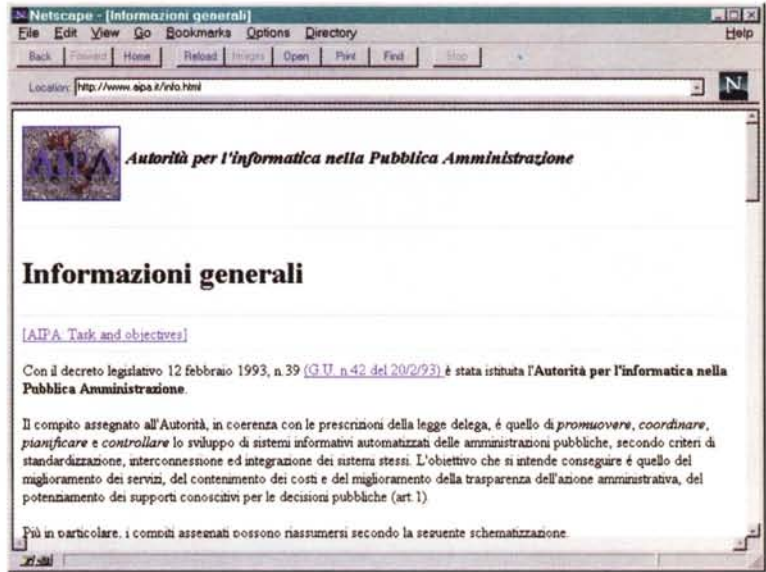 Netscape - [Informazioni generali]
File Edit View Go Bookmarks Options Directory Help
Back Forward Home Reload Images Open Print Find Stop
Location: http://www.aipa.it/info.html
N
AIPA
Autorità per l'informatica nella Pubblica Amministrazione
Informazioni generali
[AIPA: Task and objectives]
Con il decreto legislativo 12 febbraio 1993, n.39 (G.U. n.42 del 20/2/93) è stata istituita l'Autorità per l'informatica nella
Pubblica Amministrazione.
Il compito assegnato all'Autorità, in coerenza con le prescrizioni della legge delega, é quello di promuovere, coordinare,
pianificare e controllare lo sviluppo di sistemi informativi automatizzati delle amministrazioni pubbliche, secondo criteri di
standardizzazione, interconnessione ed integrazione dei sistemi stessi. L'obiettivo che si intende conseguire é quello del
miglioramento dei servizi, del contenimento dei costi e del miglioramento della trasparenza dell'azione amministrativa, del
potenziamento dei supporti conoscitivi per le decisioni pubbliche (art.1).
Più in particolare, i compiti assegnati possono riassumersi secondo la seguente schematizzazione.